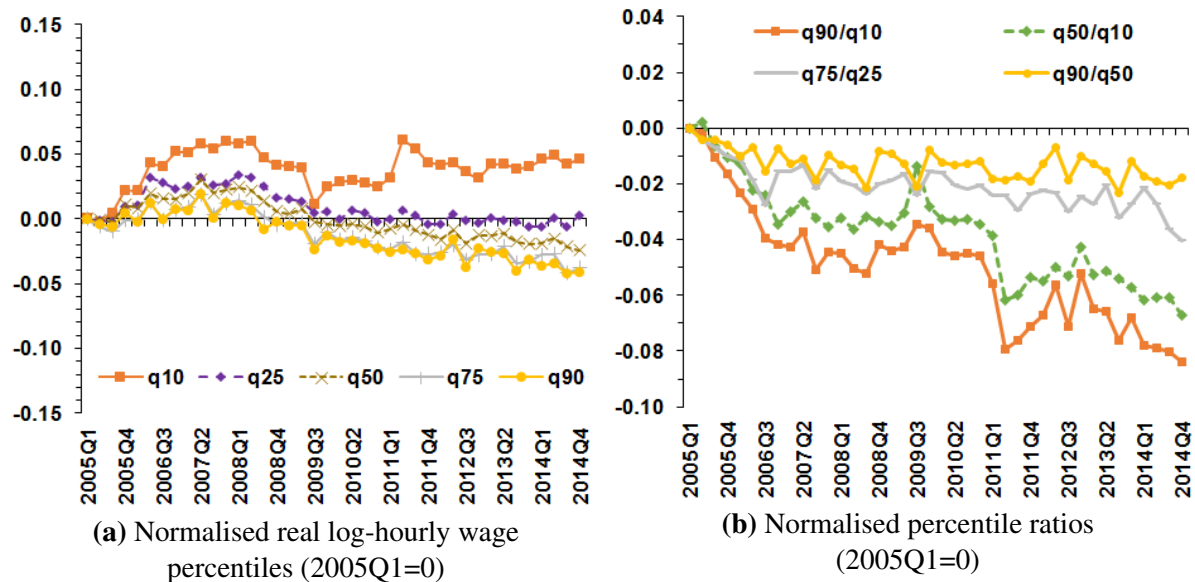 0.15
0.10
0.05
0.00
-0.05
-0.10
-0.15
q10 q25 q50 q75 q90
2005Q1 2005Q4 2006Q3 2007Q2 2008Q1 2008Q4 2009Q3 2010Q2 2011Q1 2011Q4 2012Q3 2013Q2 2014Q1 2014Q4
(a) Normalised real log-hourly wage
percentiles (2005Q1=0)
0.04
0.02
0.00
-0.02
-0.04
-0.06
-0.08
-0.10
q90/q10 q50/q10
q75/q25 q90/q50
2005Q1 2005Q4 2006Q3 2007Q2 2008Q1 2008Q4 2009Q3 2010Q2 2011Q1 2011Q4 2012Q3 2013Q2 2014Q1 2014Q4
(b) Normalised percentile ratios
(2005Q1=0)